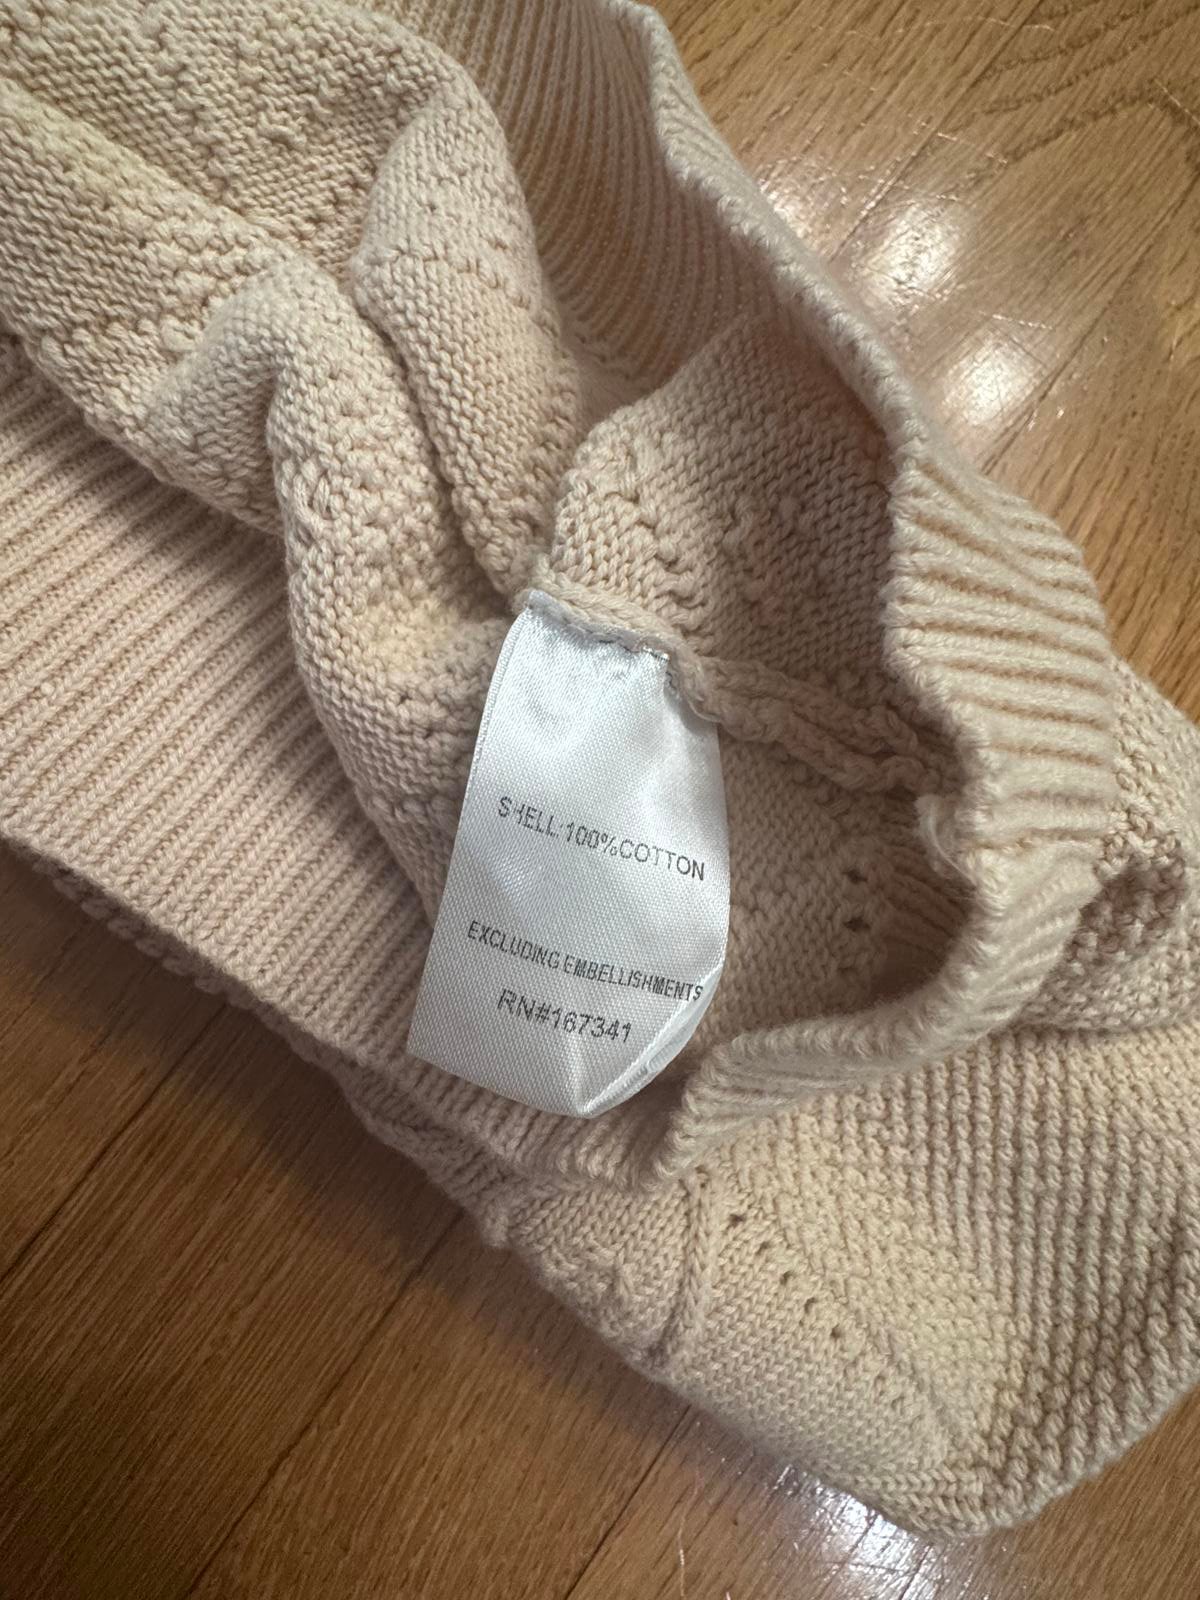 SHELL:100%COTTON
EXCLUDING EMBELLISHMENTS
RN#167341